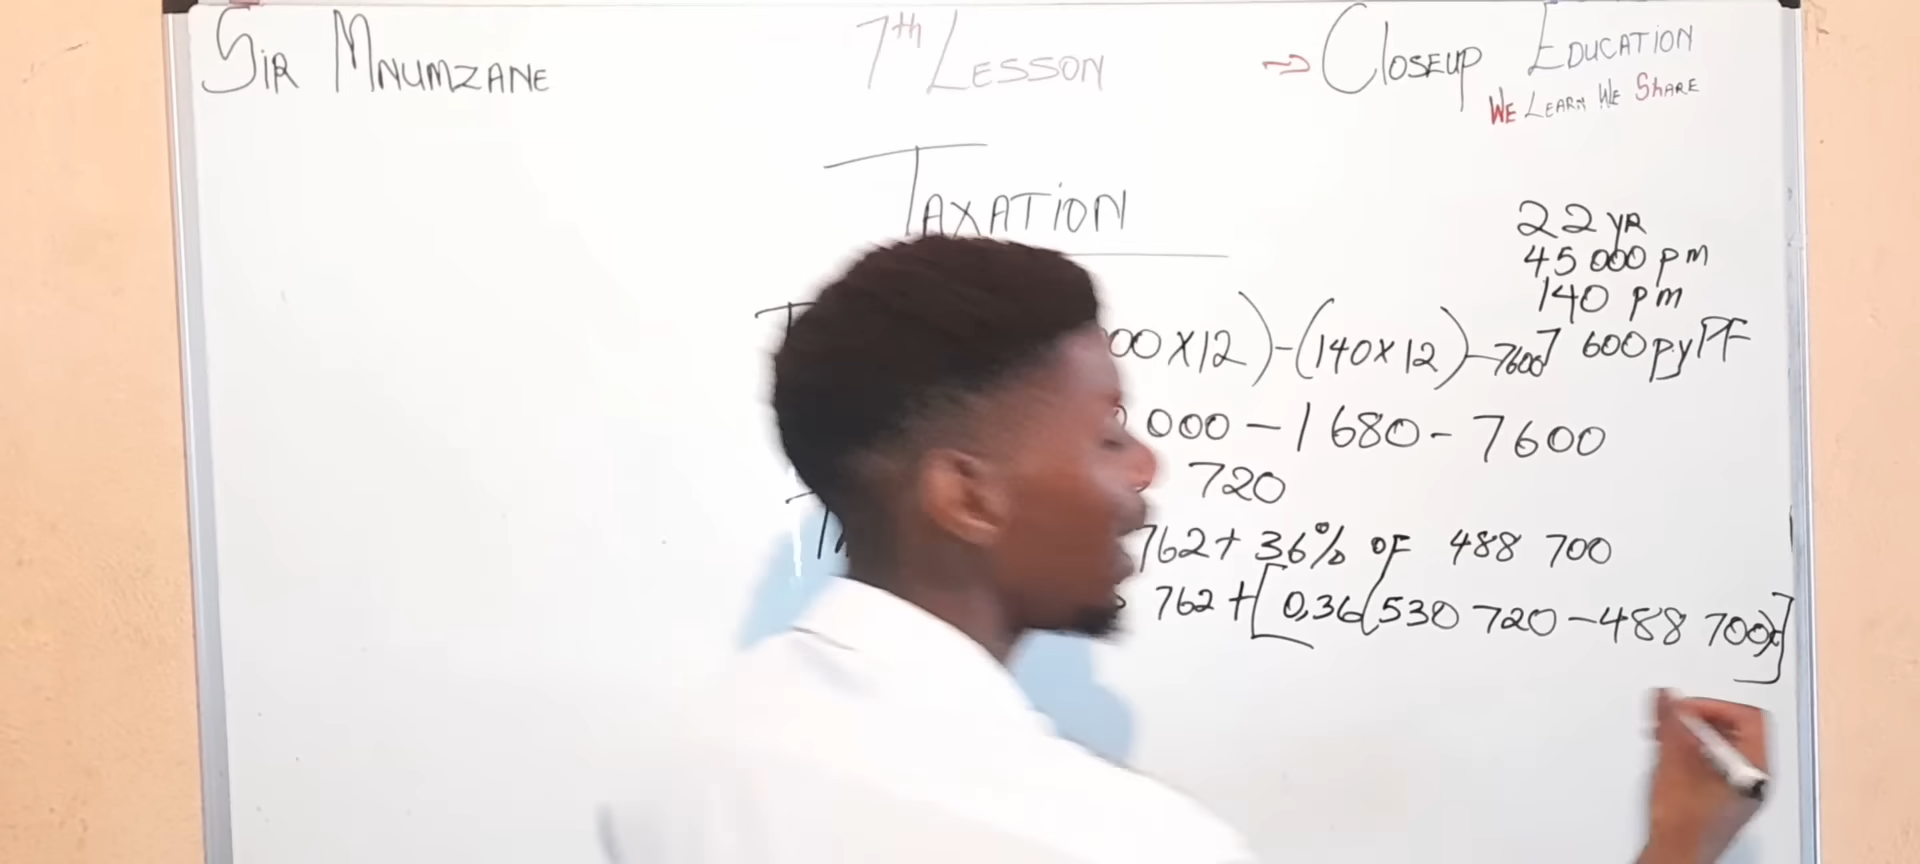 SIR MNUMZANE
7th LESSON
→ CLOSEUP EDUCATION
WE LEARN WE SHARE
TAXATION
22 YR
45 000 pm
140 pm
00 X 12) - (140 X 12) - 7600] 600 py PF
000 - 1 680 - 7600
720
762 + 36% OF 488 700
762 + [0,36(530 720 - 488 700)]